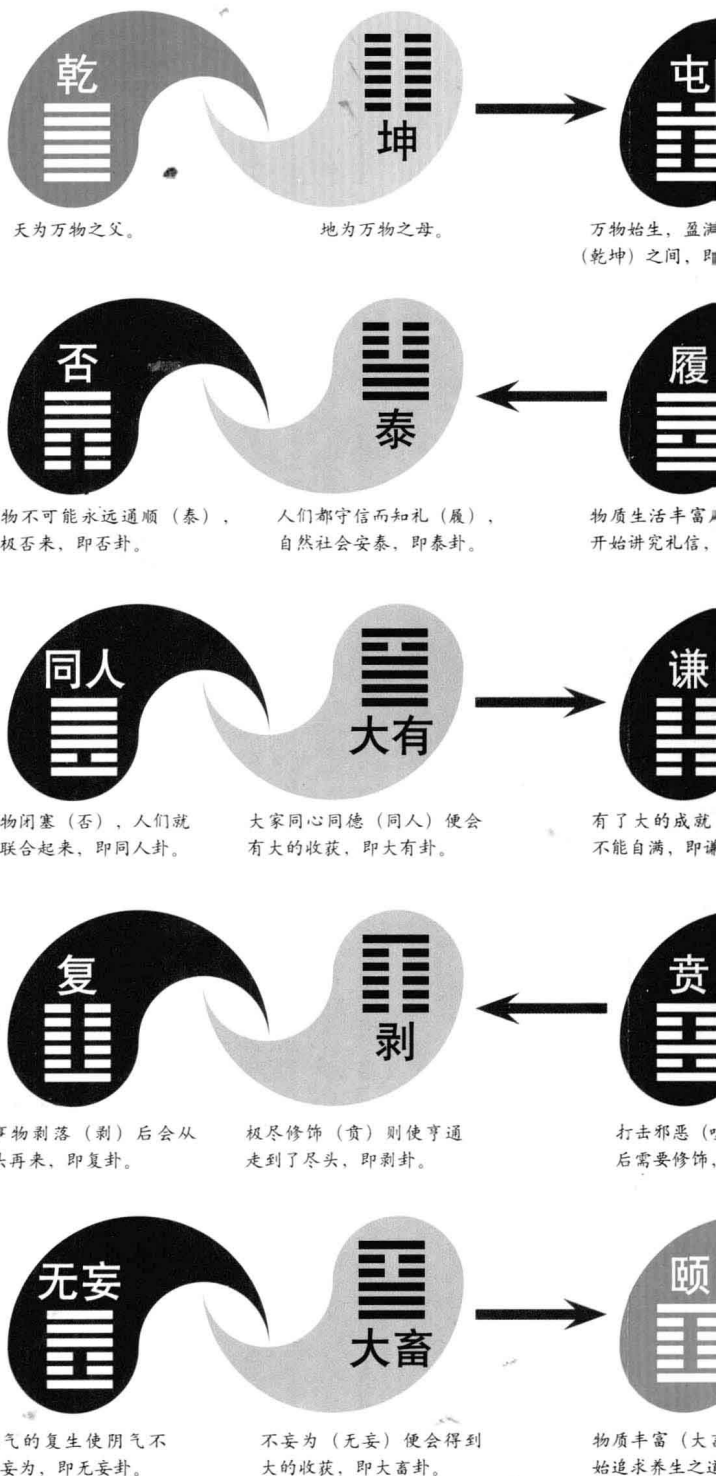 乾
坤
屯
天为万物之父。
地为万物之母。
万物始生，盈满
（乾坤）之间，即
否
泰
履
物不可能永远通顺（泰），
极否来，即否卦。
人们都守信而知礼（履），
自然社会安泰，即泰卦。
物质生活丰富
开始讲究礼信，
同人
大有
谦
物闭塞（否），人们就
联合起来，即同人卦。
大家同心同德（同人）便会
有大的收获，即大有卦。
有了大的成就
不能自满，即谦
复
剥
贲
物剥落（剥）后会从
再来，即复卦。
极尽修饰（贲）则使亨通
走到了尽头，即剥卦。
打击邪恶（
后需要修饰，
无妄
大畜
颐
气的复生使阴气不
妄为，即无妄卦。
不妄为（无妄）便会得到
大的收获，即大畜卦。
物质丰富（大畜
始追求养生之道